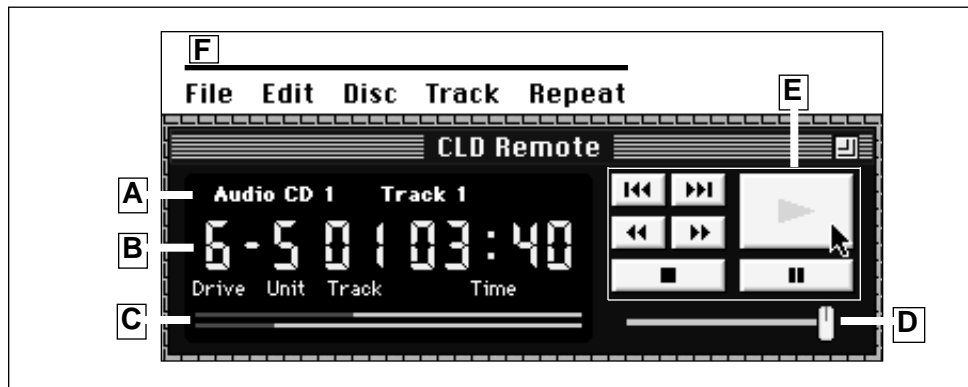 F
File Edit Disc Track Repeat
E
CLD Remote
A
Audio CD 1 Track 1
B
6-5 01 03:40
Drive Unit Track Time
C
D